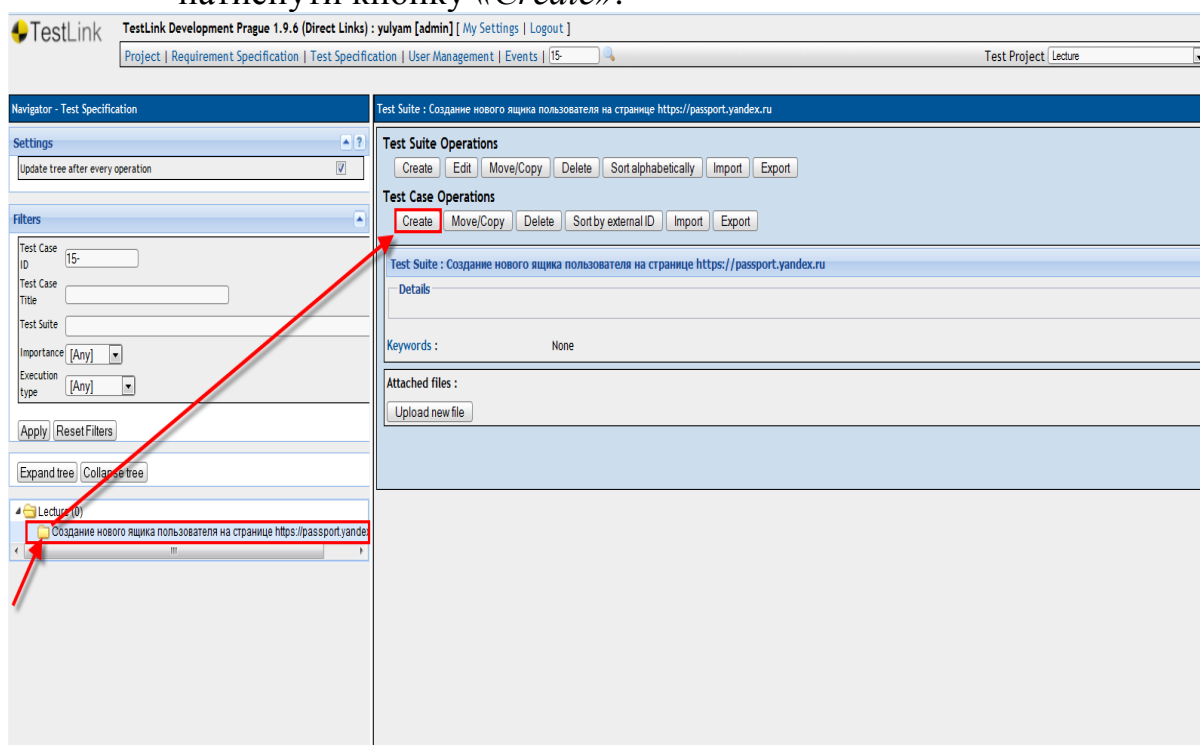 натиснути кнопку «Create».
TestLink
TestLink Development Prague 1.9.6 (Direct Links) : yulyam [admin] [ My Settings | Logout ]
Project | Requirement Specification | Test Specification | User Management | Events | 15-
Test Project Lecture
Navigator - Test Specification
Settings ?
Update tree after every operation
Filters
Test Case ID 15-
Test Case Title
Test Suite
Importance [Any]
Execution type [Any]
Apply Reset Filters
Expand tree Collapse tree
Lecture (0)
Создание нового ящика пользователя на странице https://passport.yandex
Test Suite : Создание нового ящика пользователя на странице https://passport.yandex.ru
Test Suite Operations
Create Edit Move/Copy Delete Sort alphabetically Import Export
Test Case Operations
Create Move/Copy Delete Sort by external ID Import Export
Test Suite : Создание нового ящика пользователя на странице https://passport.yandex.ru
Details
Keywords : None
Attached files :
Upload new file